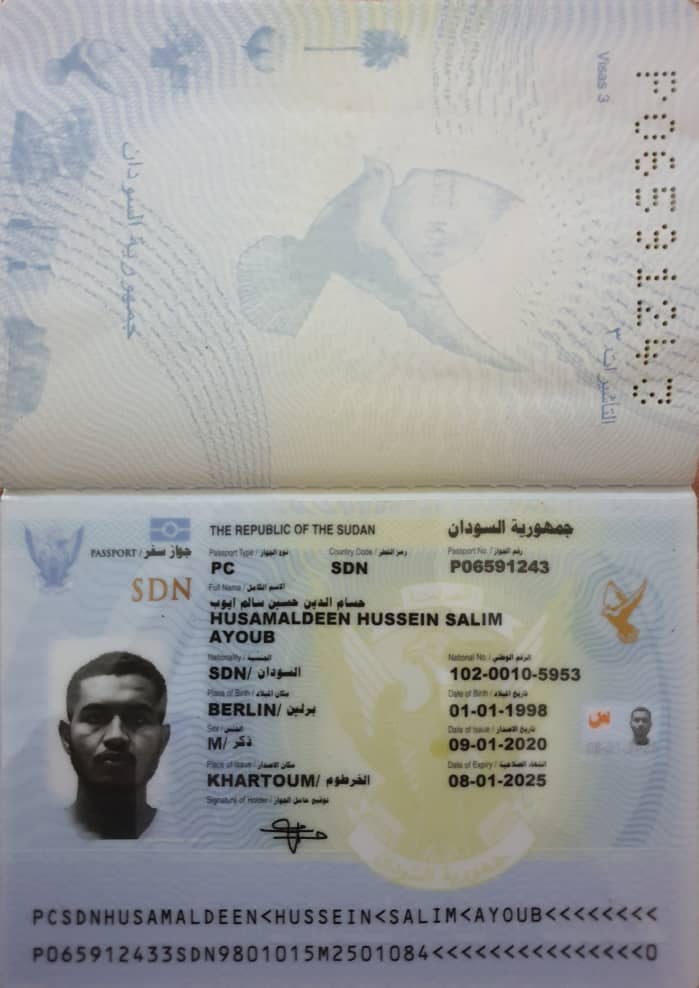 Visas 3
P06591243
التأشيرات ٣
جمهورية السودان
THE REPUBLIC OF THE SUDAN جمهورية السودان
PASSPORT / جواز سفر
SDN
Passport Type / نوع الجواز Country Code / رمز القطر Passport No. / رقم الجواز
PC SDN P06591243
Full Name / الاسم الكامل
حسام الدين حسين سالم ايوب
HUSAMALDEEN HUSSEIN SALIM
AYOUB
Nationality / الجنسية National No. / الرقم الوطني
SDN/ السودان 102-0010-5953
Place of Birth / مكان الميلاد Date of Birth / تاريخ الميلاد
BERLIN/ برلين 01-01-1998
Sex / الجنس Date of Issue / تاريخ الاصدار
M/ ذكر 09-01-2020
س
Place of Issue / مكان الاصدار Date of Expiry / انتهاء الصلاحية
KHARTOUM/ الخرطوم 08-01-2025
Signature of Holder / توقيع حامل الجواز
جمهورية السودان
PCSDNHUSAMALDEEN<HUSSEIN<SALIM<AYOUB<<<<<<<<
P065912433SDN9801015M2501084<<<<<<<<<<<<<<<0